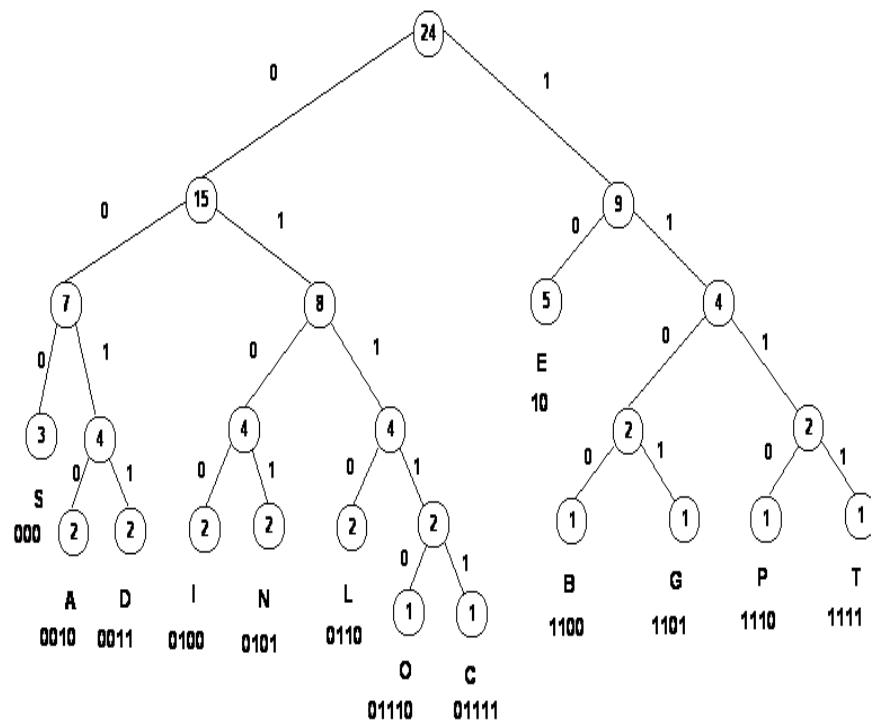 24
0 1
15 9
0 1 0 1
7 8 5 4
0 1 0 1 E 0 1
10
3 4 4 4 2 2
S 0 1 0 1 0 1 0 1 0 1
000 2 2 2 2 2 2 1 1 1 1
0 1
A D I N L 1 1 B G P T
0010 0011 0100 0101 0110 1100 1101 1110 1111
O C
01110 01111